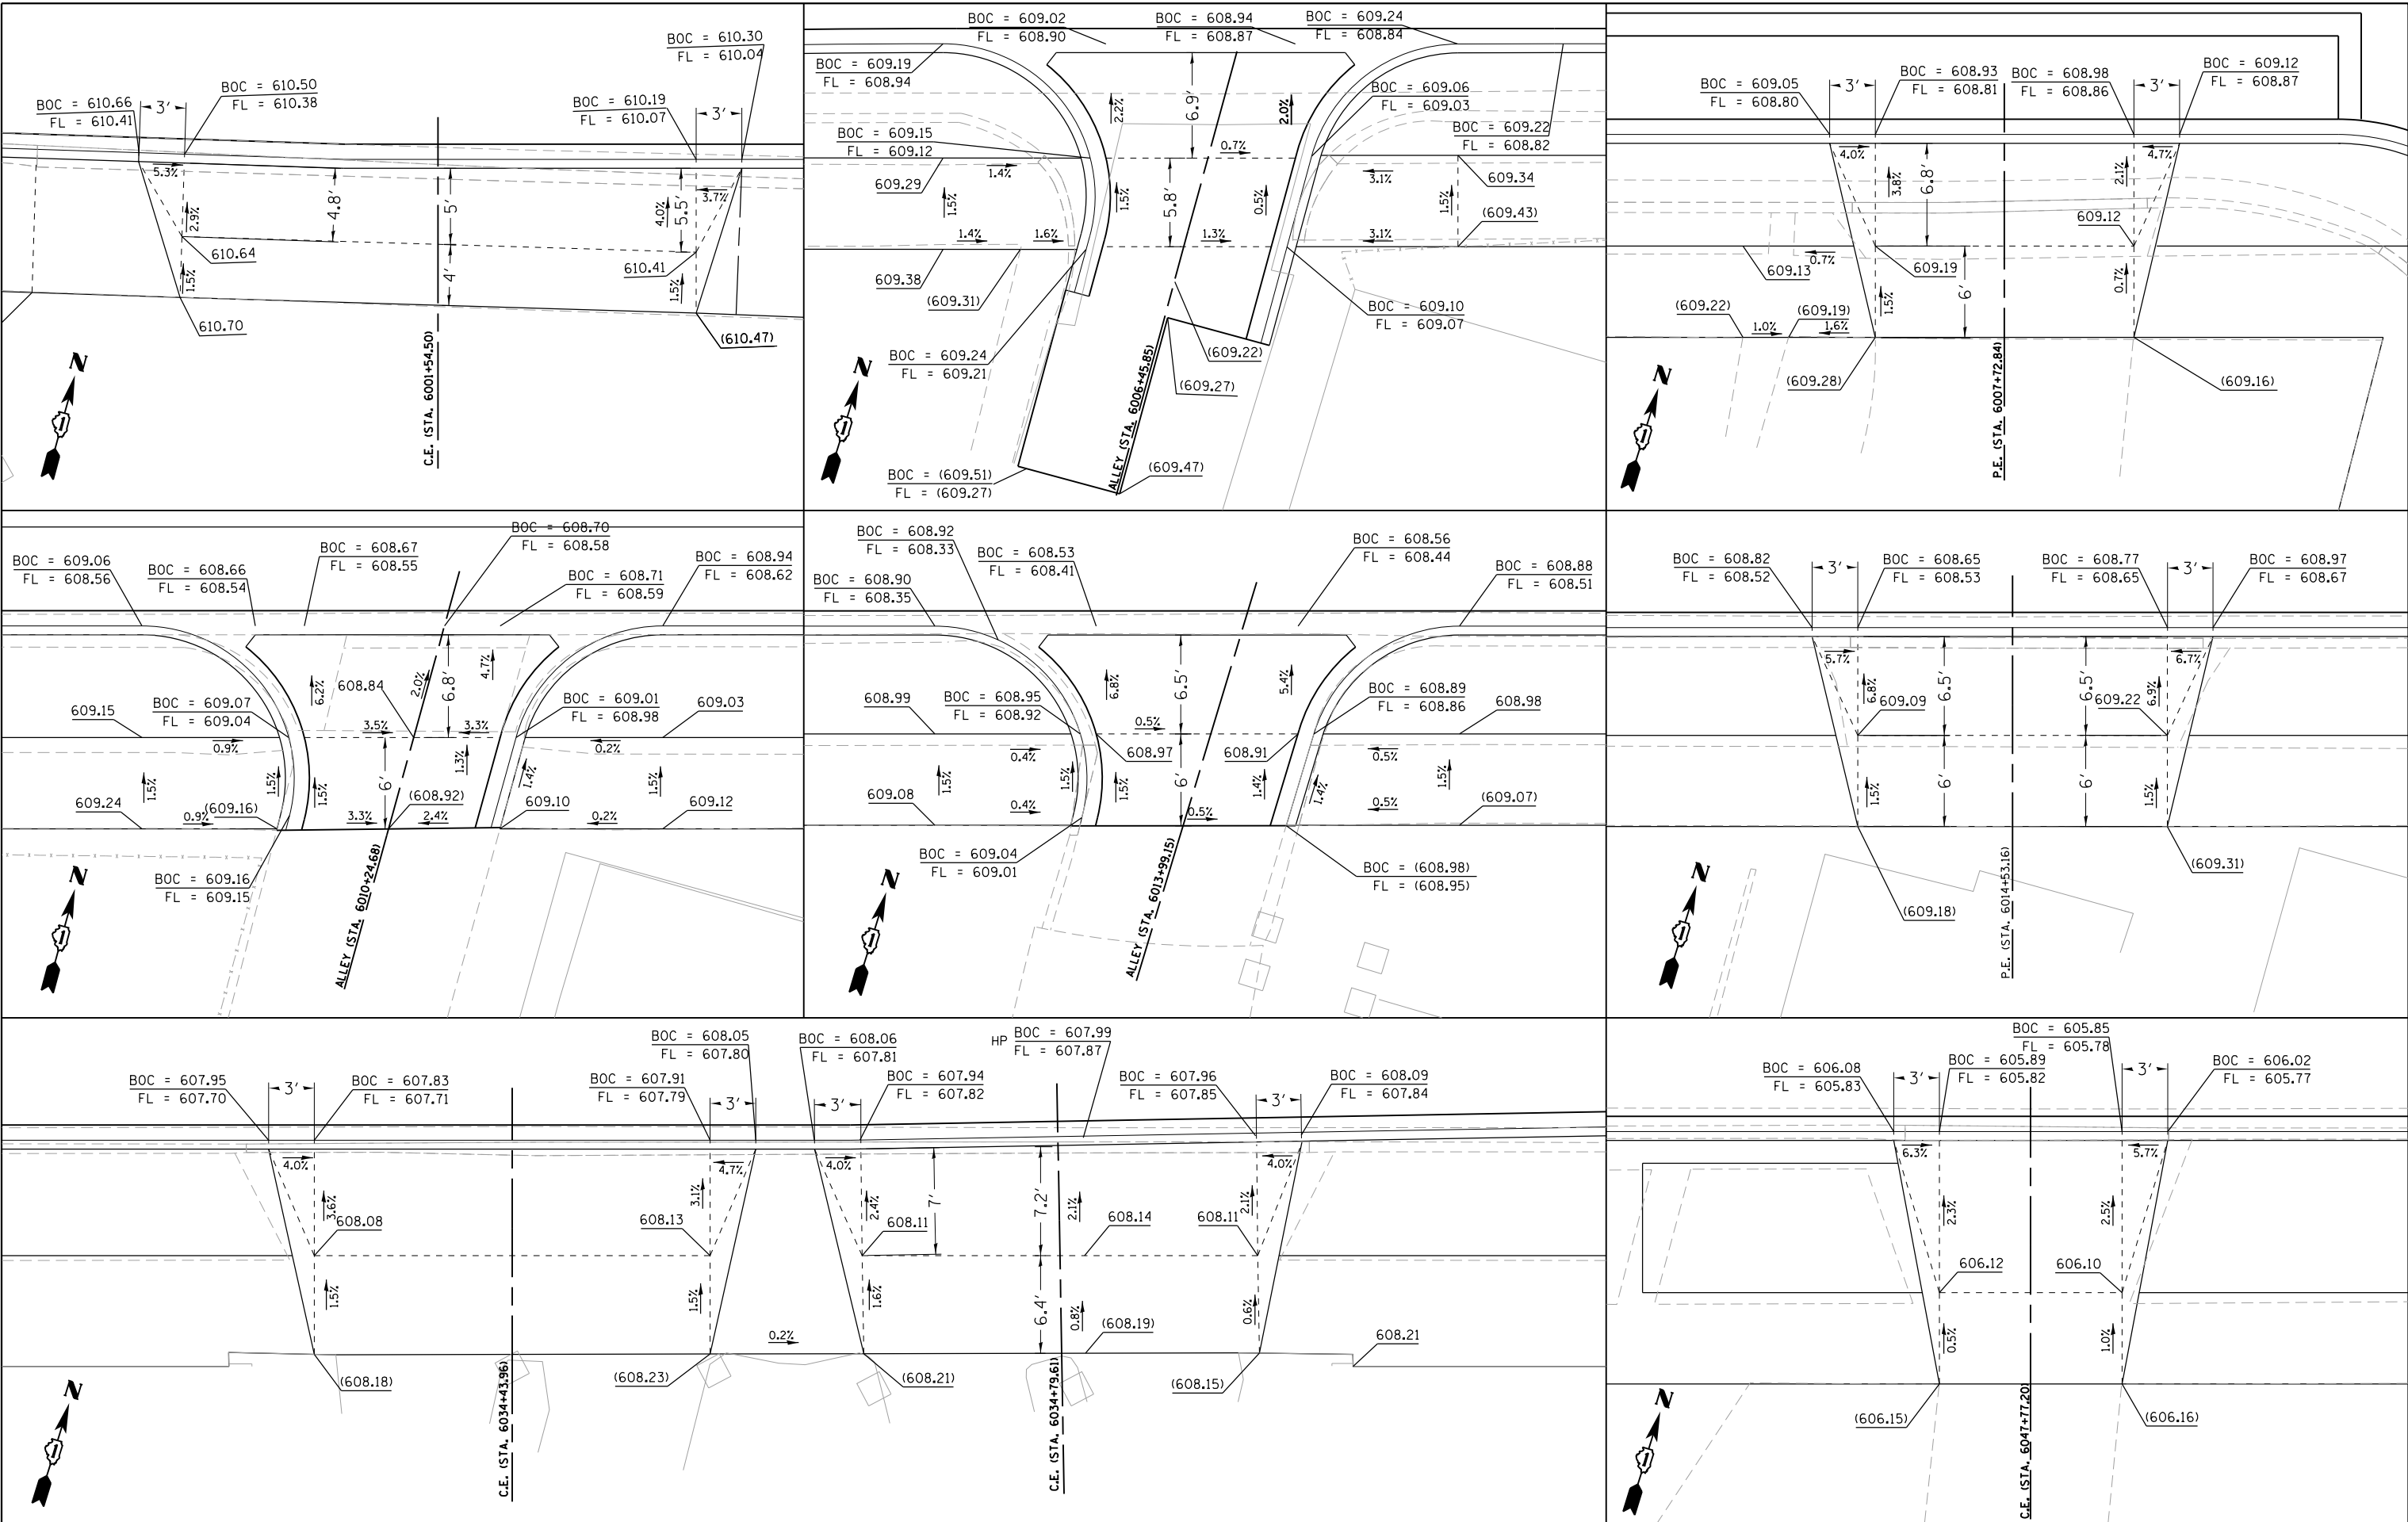 BOC = 610.30
FL = 610.04
BOC = 610.50
FL = 610.38
BOC = 610.66
FL = 610.41
3'
BOC = 610.19
FL = 610.07
3'
5.3%
2.9%
4.8'
5'
4.0%
5.5'
3.7%
610.64
1.5%
4'
610.41
1.5%
610.70
(610.47)
N
C.E. (STA. 6001+54.50)
BOC = 609.02
FL = 608.90
BOC = 608.94
FL = 608.87
BOC = 609.24
FL = 608.84
BOC = 609.19
FL = 608.94
2.2%
6.9'
2.0%
BOC = 609.06
FL = 609.03
BOC = 609.15
FL = 609.12
0.7%
BOC = 609.22
FL = 608.82
1.4%
3.1%
609.29
609.34
1.5%
1.5%
5.8'
0.5%
1.5%
(609.43)
1.4%
1.6%
1.3%
3.1%
609.38
(609.31)
BOC = 609.10
FL = 609.07
BOC = 609.24
FL = 609.21
(609.22)
(609.27)
N
ALLEY (STA. 6006+45.85)
BOC = (609.51)
FL = (609.27)
(609.47)
BOC = 609.05
FL = 608.80
3'
BOC = 608.93
FL = 608.81
BOC = 608.98
FL = 608.86
3'
BOC = 609.12
FL = 608.87
4.0%
4.7%
3.8%
6.8'
2.1%
609.12
0.7%
609.13
609.19
0.7%
1.5%
6'
(609.22)
(609.19)
1.0%
1.6%
(609.28)
(609.16)
N
P.E. (STA. 6007+72.84)
BOC = 608.70
FL = 608.58
BOC = 608.67
FL = 608.55
BOC = 609.06
FL = 608.56
BOC = 608.66
FL = 608.54
BOC = 608.94
FL = 608.62
BOC = 608.71
FL = 608.59
6.2%
608.84
2.0%
6.8'
4.7%
609.15
BOC = 609.07
FL = 609.04
BOC = 609.01
FL = 608.98
609.03
3.5%
3.3%
0.9%
0.2%
1.5%
1.5%
1.5%
6'
1.3%
1.4%
1.5%
609.24
(609.16)
(608.92)
609.10
609.12
0.9%
3.3%
2.4%
0.2%
BOC = 609.16
FL = 609.15
N
ALLEY (STA. 6010+24.68)
BOC = 608.92
FL = 608.33
BOC = 608.53
FL = 608.41
BOC = 608.56
FL = 608.44
BOC = 608.90
FL = 608.35
BOC = 608.88
FL = 608.51
6.8%
6.5'
5.4%
608.99
BOC = 608.95
FL = 608.92
BOC = 608.89
FL = 608.86
608.98
0.5%
0.4%
608.97
608.91
0.5%
1.5%
1.5%
1.5%
6'
1.4%
1.4%
1.5%
609.08
0.4%
0.5%
0.5%
(609.07)
BOC = 609.04
FL = 609.01
BOC = (608.98)
FL = (608.95)
N
ALLEY (STA. 6013+99.15)
BOC = 608.82
FL = 608.52
3'
BOC = 608.65
FL = 608.53
BOC = 608.77
FL = 608.65
3'
BOC = 608.97
FL = 608.67
5.7%
6.7%
6.8%
6.5'
6.5'
6.9%
609.09
609.22
1.5%
6'
6'
1.5%
(609.31)
(609.18)
N
P.E. (STA. 6014+53.16)
BOC = 608.05
FL = 607.80
BOC = 608.06
FL = 607.81
HP BOC = 607.99
FL = 607.87
BOC = 607.95
FL = 607.70
3'
BOC = 607.83
FL = 607.71
BOC = 607.91
FL = 607.79
3'
3'
BOC = 607.94
FL = 607.82
BOC = 607.96
FL = 607.85
3'
BOC = 608.09
FL = 607.84
4.0%
4.7%
4.0%
4.0%
3.6%
3.1%
2.4%
7'
7.2'
2.1%
2.1%
608.08
608.13
608.11
608.14
608.11
1.5%
1.5%
1.6%
6.4'
0.8%
0.6%
0.2%
(608.19)
608.21
(608.18)
(608.23)
(608.21)
(608.15)
N
C.E. (STA. 6034+43.96)
C.E. (STA. 6034+79.61)
BOC = 605.85
FL = 605.78
BOC = 606.08
FL = 605.83
3'
BOC = 605.89
FL = 605.82
3'
BOC = 606.02
FL = 605.77
6.3%
5.7%
2.3%
2.5%
606.12
606.10
0.5%
1.0%
(606.15)
(606.16)
N
C.E. (STA. 6047+77.20)